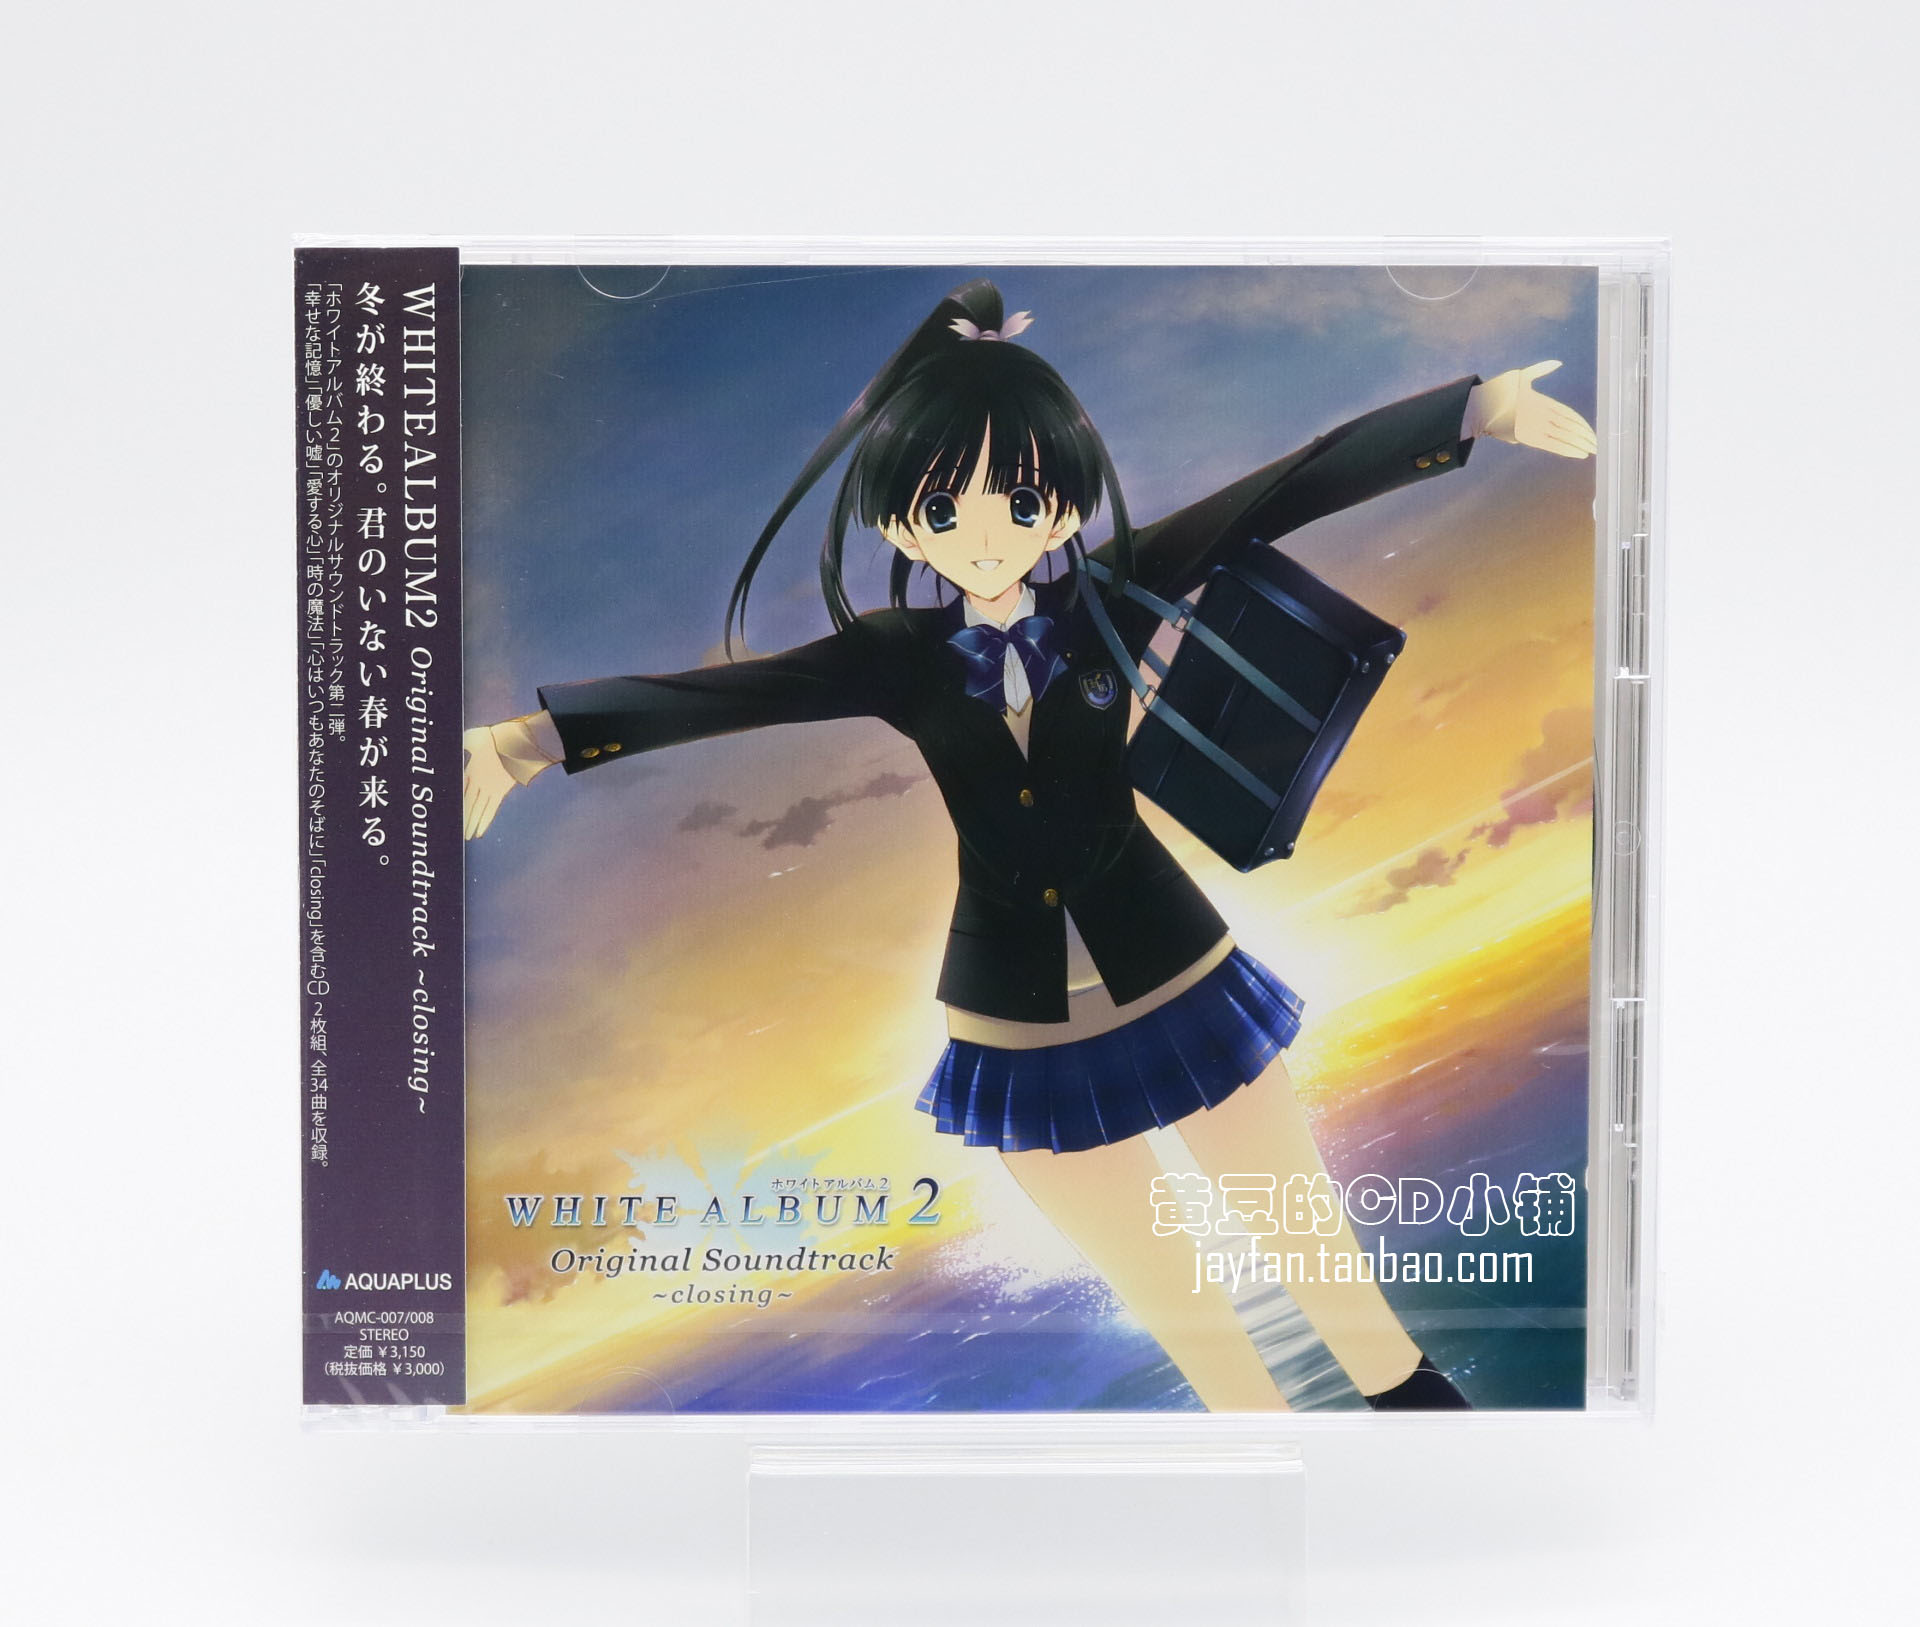 WHITE ALBUM2 Original Soundtrack ~closing~
冬が終わる。君のいない春が来る。
「ホワイトアルバム2」のオリジナルサウンドトラック第二弾。
「幸せな記憶」「優しい嘘」「愛する心」「時の魔法」「心はいつもあなたのそばに」「closing」を含むCD 2枚組、全34曲を収録。
AQUAPLUS
AQMC-007/008
STEREO
定価 ¥3,150
(税抜価格 ¥3,000)
ホワイトアルバム2
WHITE ALBUM 2
Original Soundtrack
~closing~
黄豆的CD小铺
jayfan.taobao.com